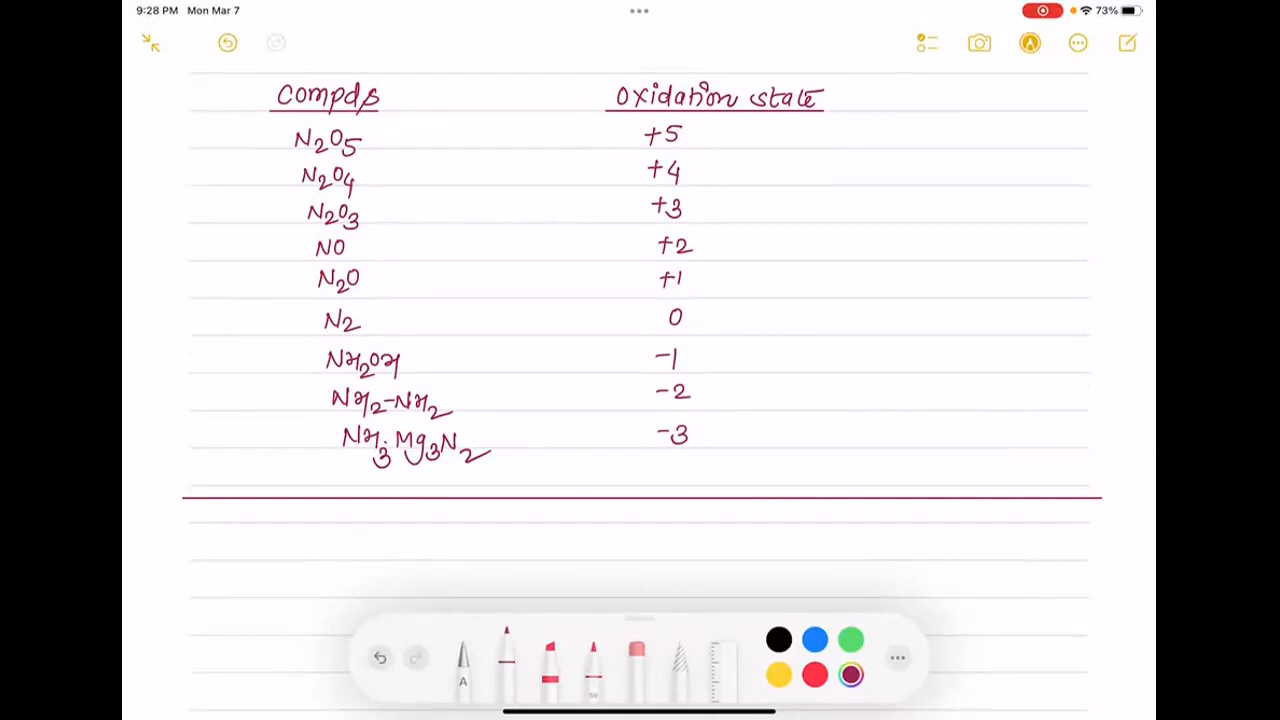 9:28 PM Mon Mar 7 73%
Compds Oxidation state
N2O5 +5
N2O4 +4
N2O3 +3
NO +2
N2O +1
N2 0
NH2OH -1
NH2-NH2 -2
NH3. Mg3N2 -3
A 50